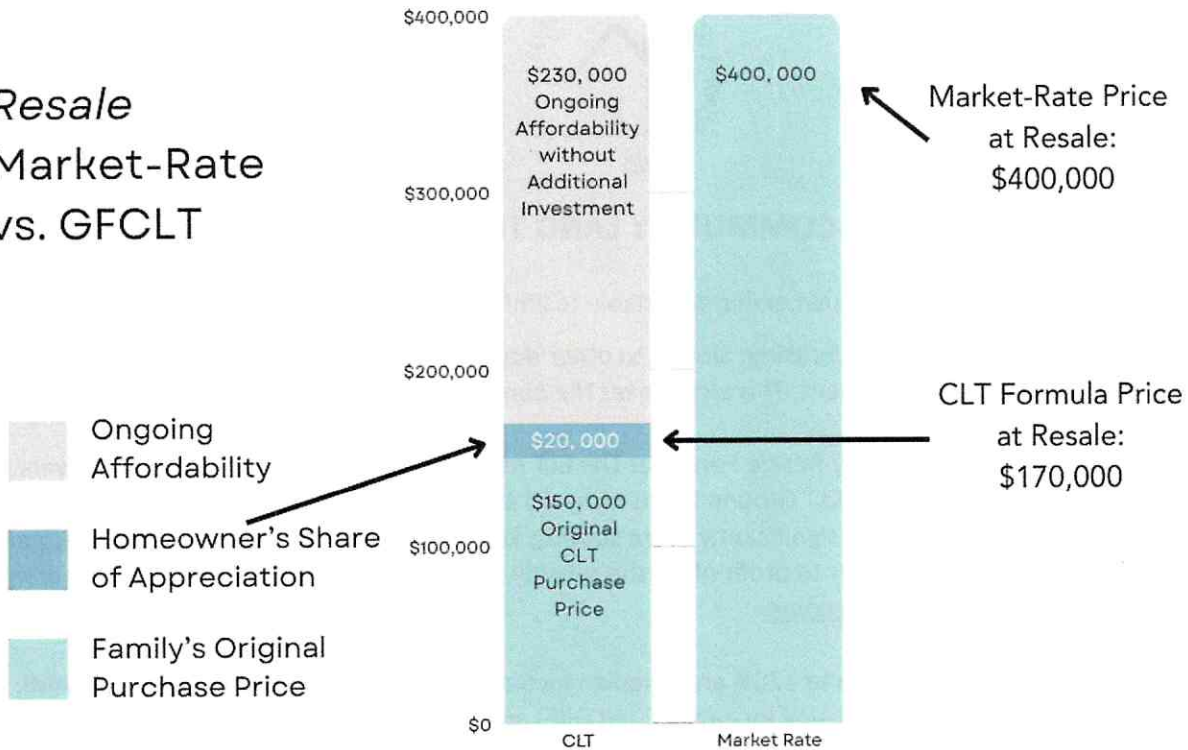 Resale
Market-Rate
vs. GFCLT
$400,000
$300,000
$200,000
$100,000
$0
$230, 000
Ongoing
Affordability
without
Additional
Investment
$20, 000
$150, 000
Original
CLT
Purchase
Price
CLT
$400, 000
Market Rate
Market-Rate Price
at Resale:
$400,000
CLT Formula Price
at Resale:
$170,000
Ongoing
Affordability
Homeowner's Share
of Appreciation
Family's Original
Purchase Price